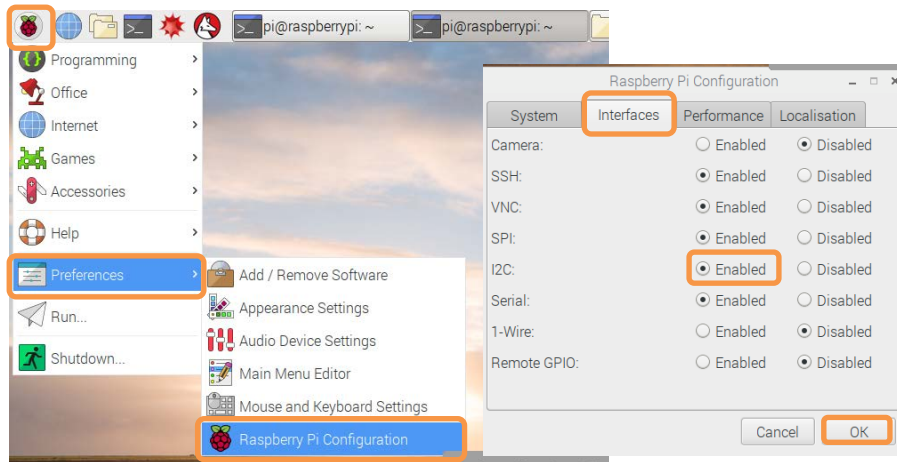 pi@raspberrypi: ~
pi@raspberrypi: ~
Programming
Office
Internet
Games
Accessories
Help
Preferences
Run...
Shutdown...
Add / Remove Software
Appearance Settings
Audio Device Settings
Main Menu Editor
Mouse and Keyboard Settings
Raspberry Pi Configuration
Raspberry Pi Configuration
System Interfaces Performance Localisation
Camera: Enabled Disabled
SSH: Enabled Disabled
VNC: Enabled Disabled
SPI: Enabled Disabled
I2C: Enabled Disabled
Serial: Enabled Disabled
1-Wire: Enabled Disabled
Remote GPIO: Enabled Disabled
Cancel OK